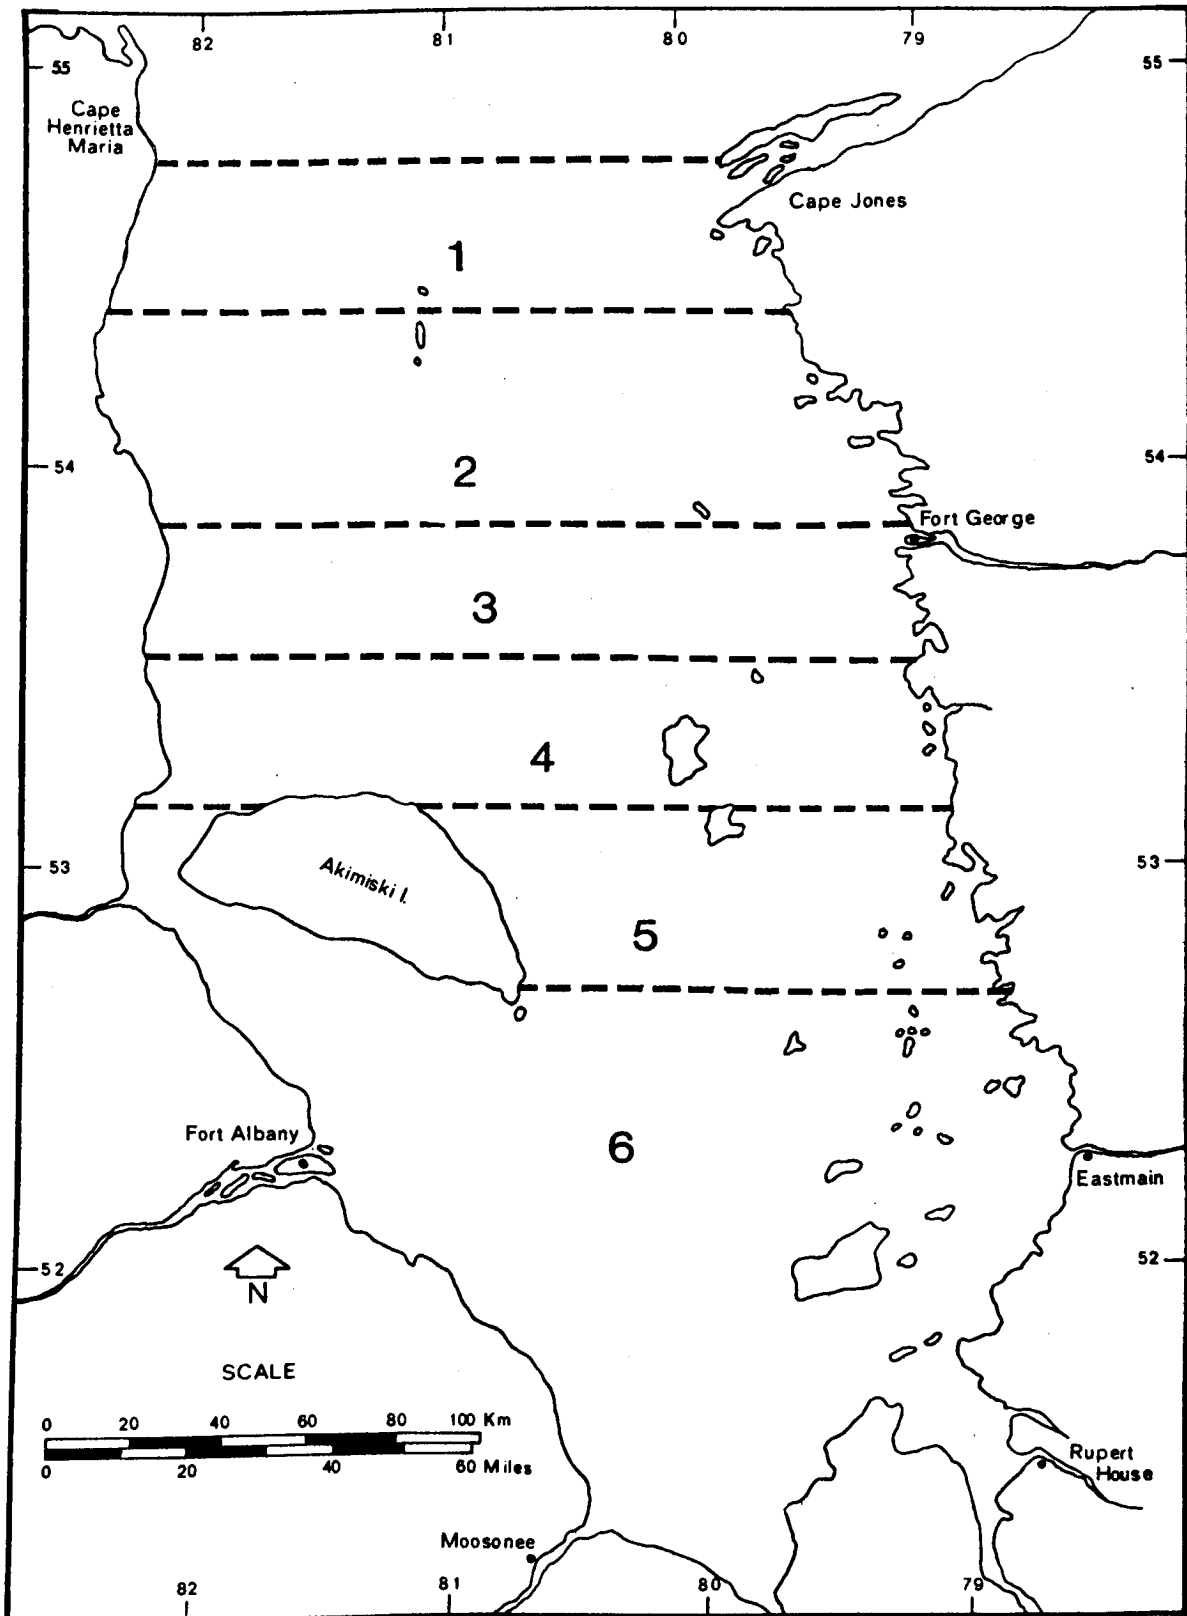 82 81 80 79
55 55
Cape
Henrietta
Maria
Cape Jones
1
2
54 54
Fort George
3
4
53 53
Akimiski I.
5
6
Fort Albany
Eastmain
52 52
N
SCALE
0 20 40 60 80 100 Km
0 20 40 60 Miles
Rupert
House
Moosonee
82 81 80 79